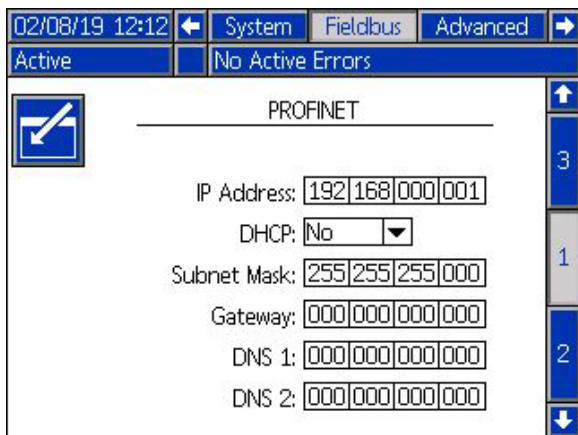 02/08/19 12:12 System Fieldbus Advanced
Active No Active Errors
PROFINET
3
IP Address: 192 168 000 001
DHCP: No
1
Subnet Mask: 255 255 255 000
Gateway: 000 000 000 000
DNS 1: 000 000 000 000
2
DNS 2: 000 000 000 000